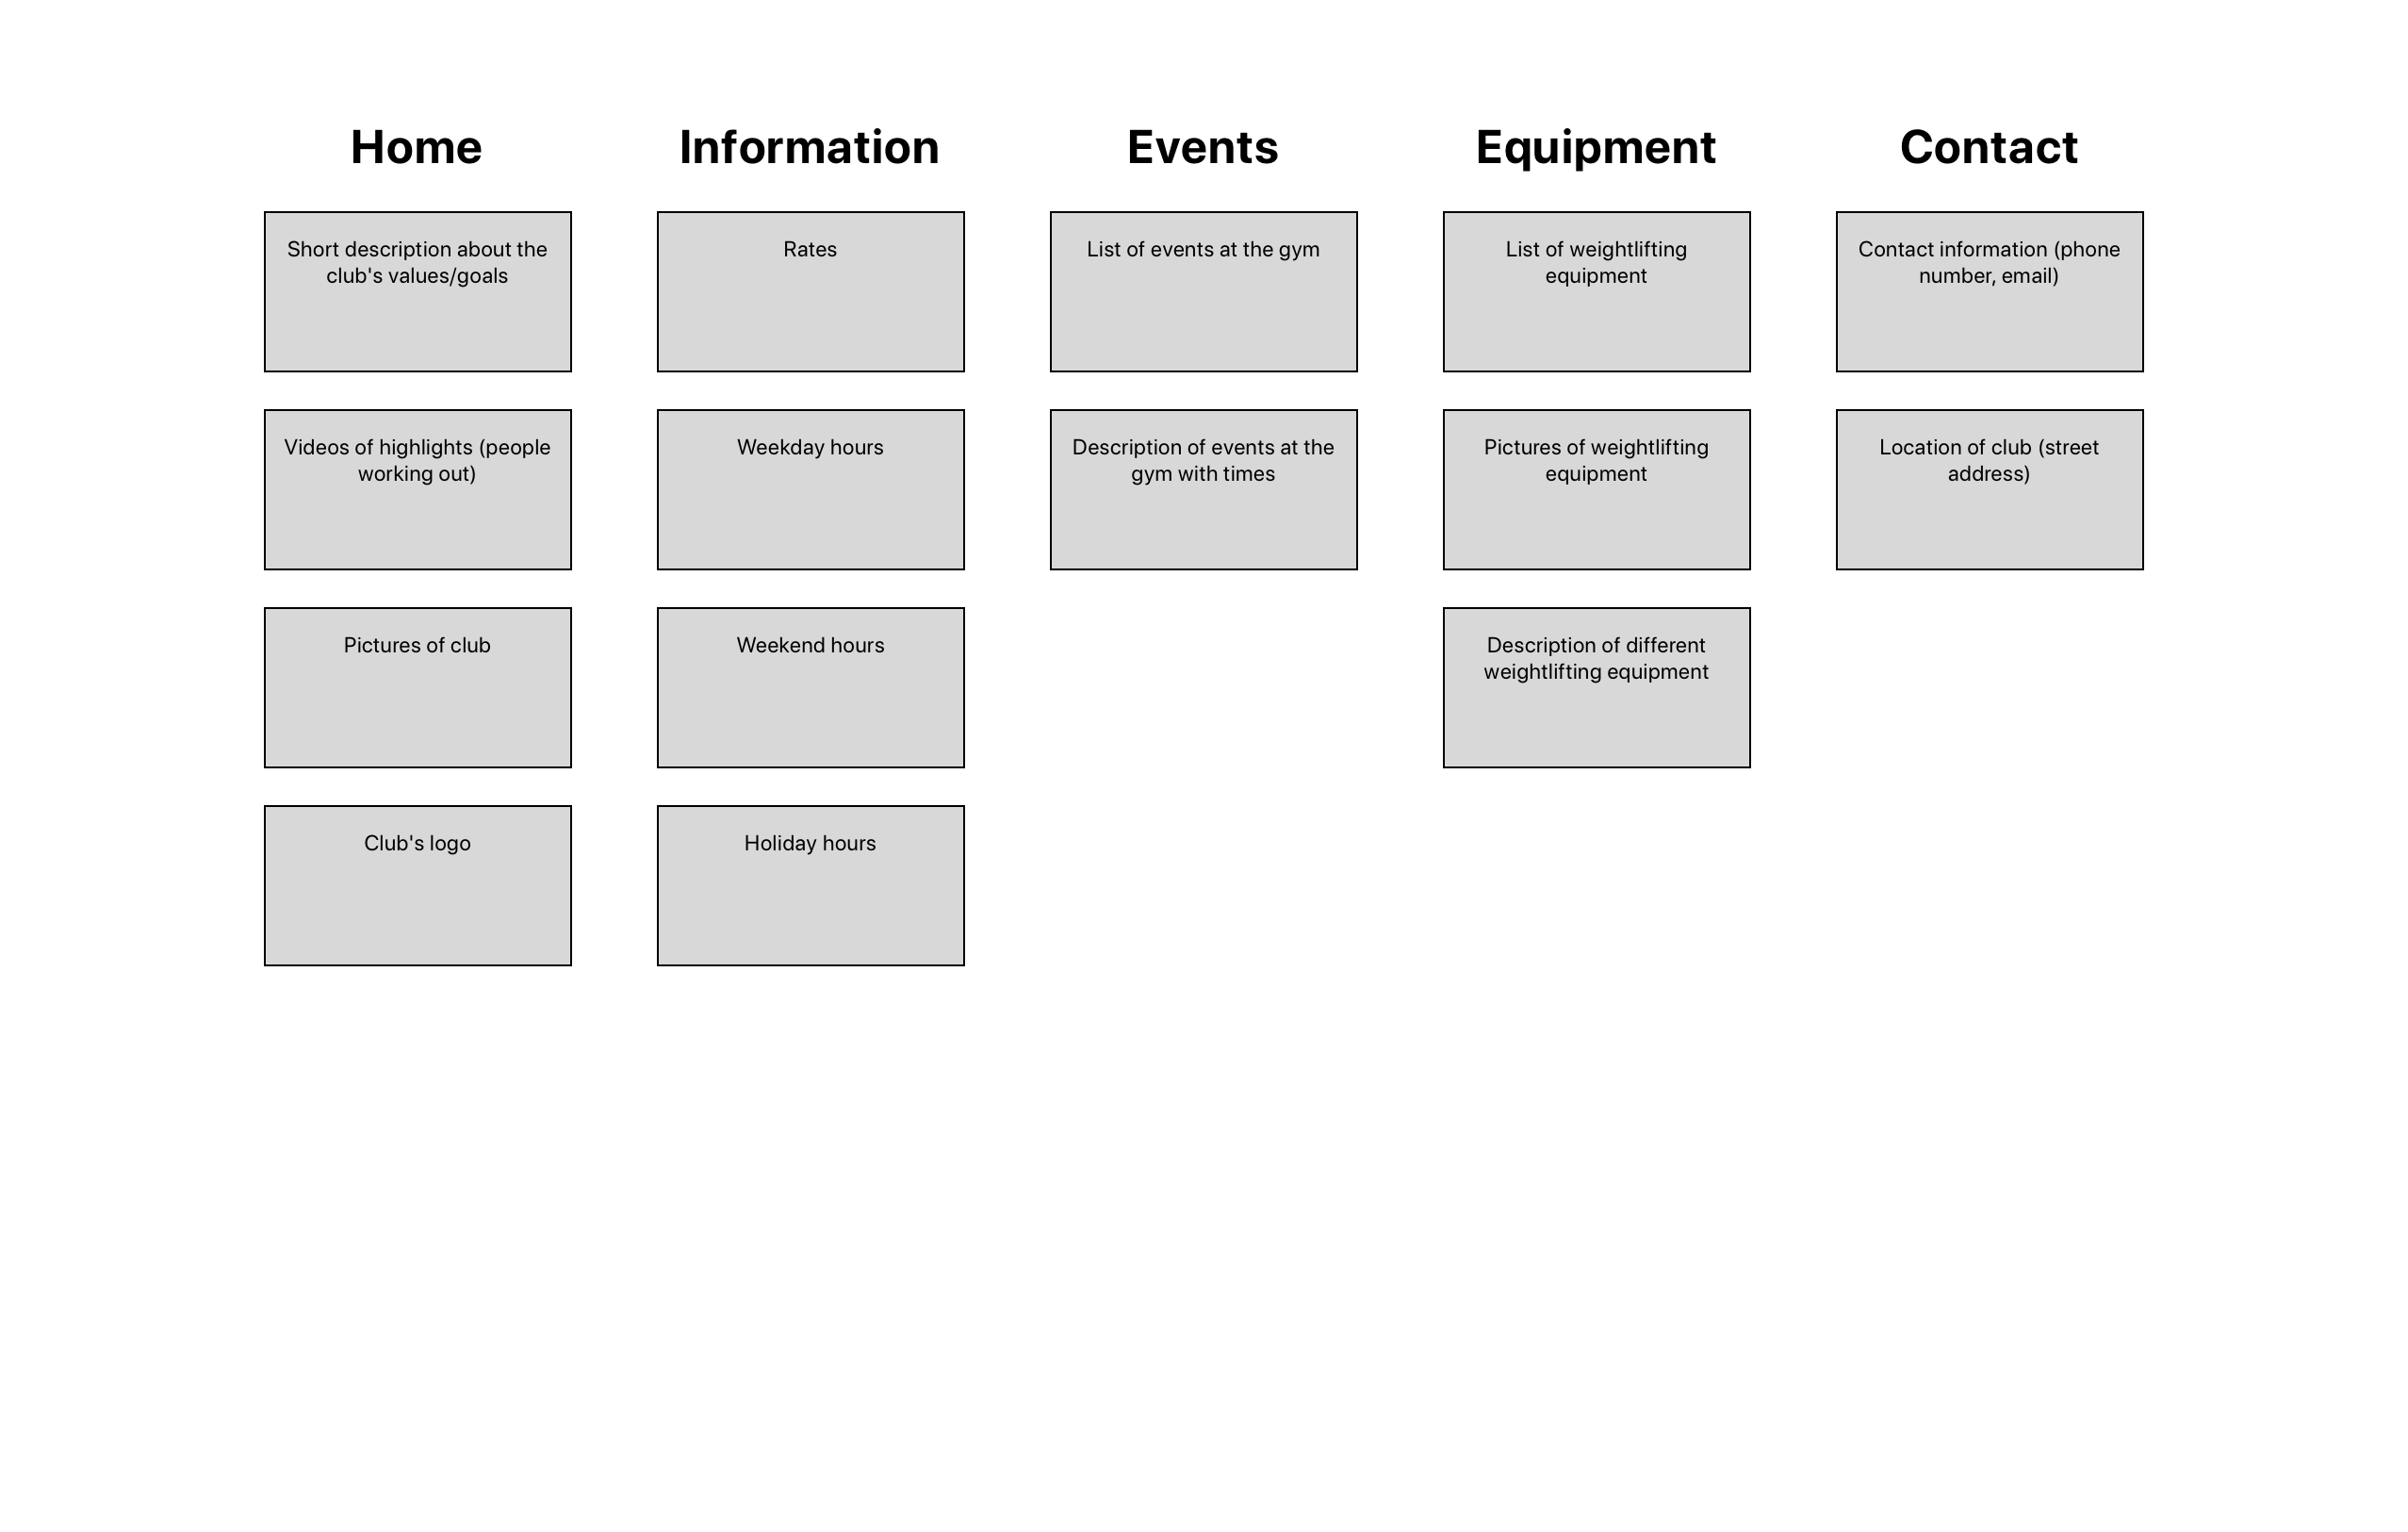 Home
Short description about the
club's values/goals
Videos of highlights (people
working out)
Pictures of club
Club's logo
Information
Rates
Weekday hours
Weekend hours
Holiday hours
Events
List of events at the gym
Description of events at the
gym with times
Equipment
List of weightlifting
equipment
Pictures of weightlifting
equipment
Description of different
weightlifting equipment
Contact
Contact information (phone
number, email)
Location of club (street
address)